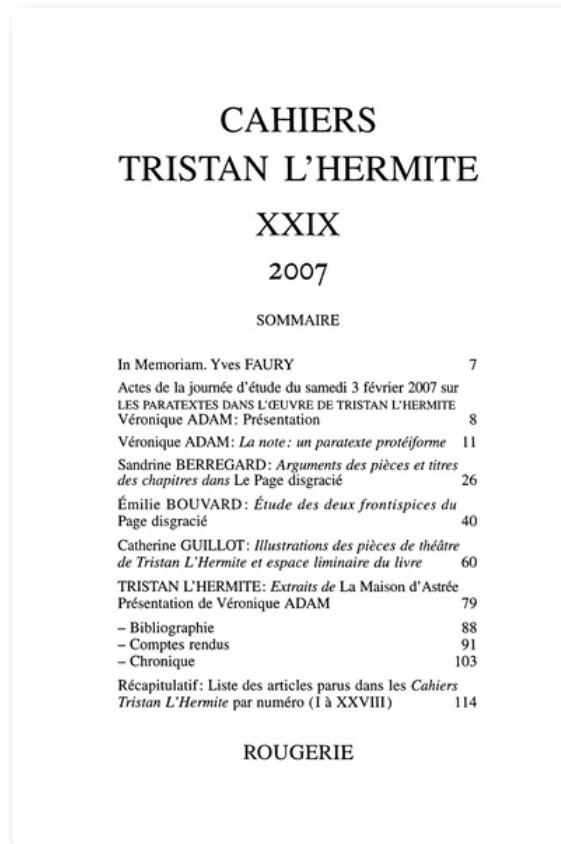 CAHIERS
TRISTAN L'HERMITE
XXIX
2007
SOMMAIRE
In Memoriam. Yves FAURY 7
Actes de la journée d'étude du samedi 3 février 2007 sur
LES PARATEXTES DANS L'ŒUVRE DE TRISTAN L'HERMITE
Véronique ADAM : Présentation 8
Véronique ADAM : La note : un paratexte protéiforme 11
Sandrine BERREGARD : Arguments des pièces et titres
des chapitres dans Le Page disgracié 26
Émilie BOUVARD : Étude des deux frontispices du
Page disgracié 40
Catherine GUILLOT : Illustrations des pièces de théâtre
de Tristan L'Hermite et espace liminaire du livre 60
TRISTAN L'HERMITE : Extraits de La Maison d'Astrée
Présentation de Véronique ADAM 79
– Bibliographie 88
– Comptes rendus 91
– Chronique 103
Récapitulatif : Liste des articles parus dans les Cahiers
Tristan L'Hermite par numéro (I à XXVIII) 114
ROUGERIE